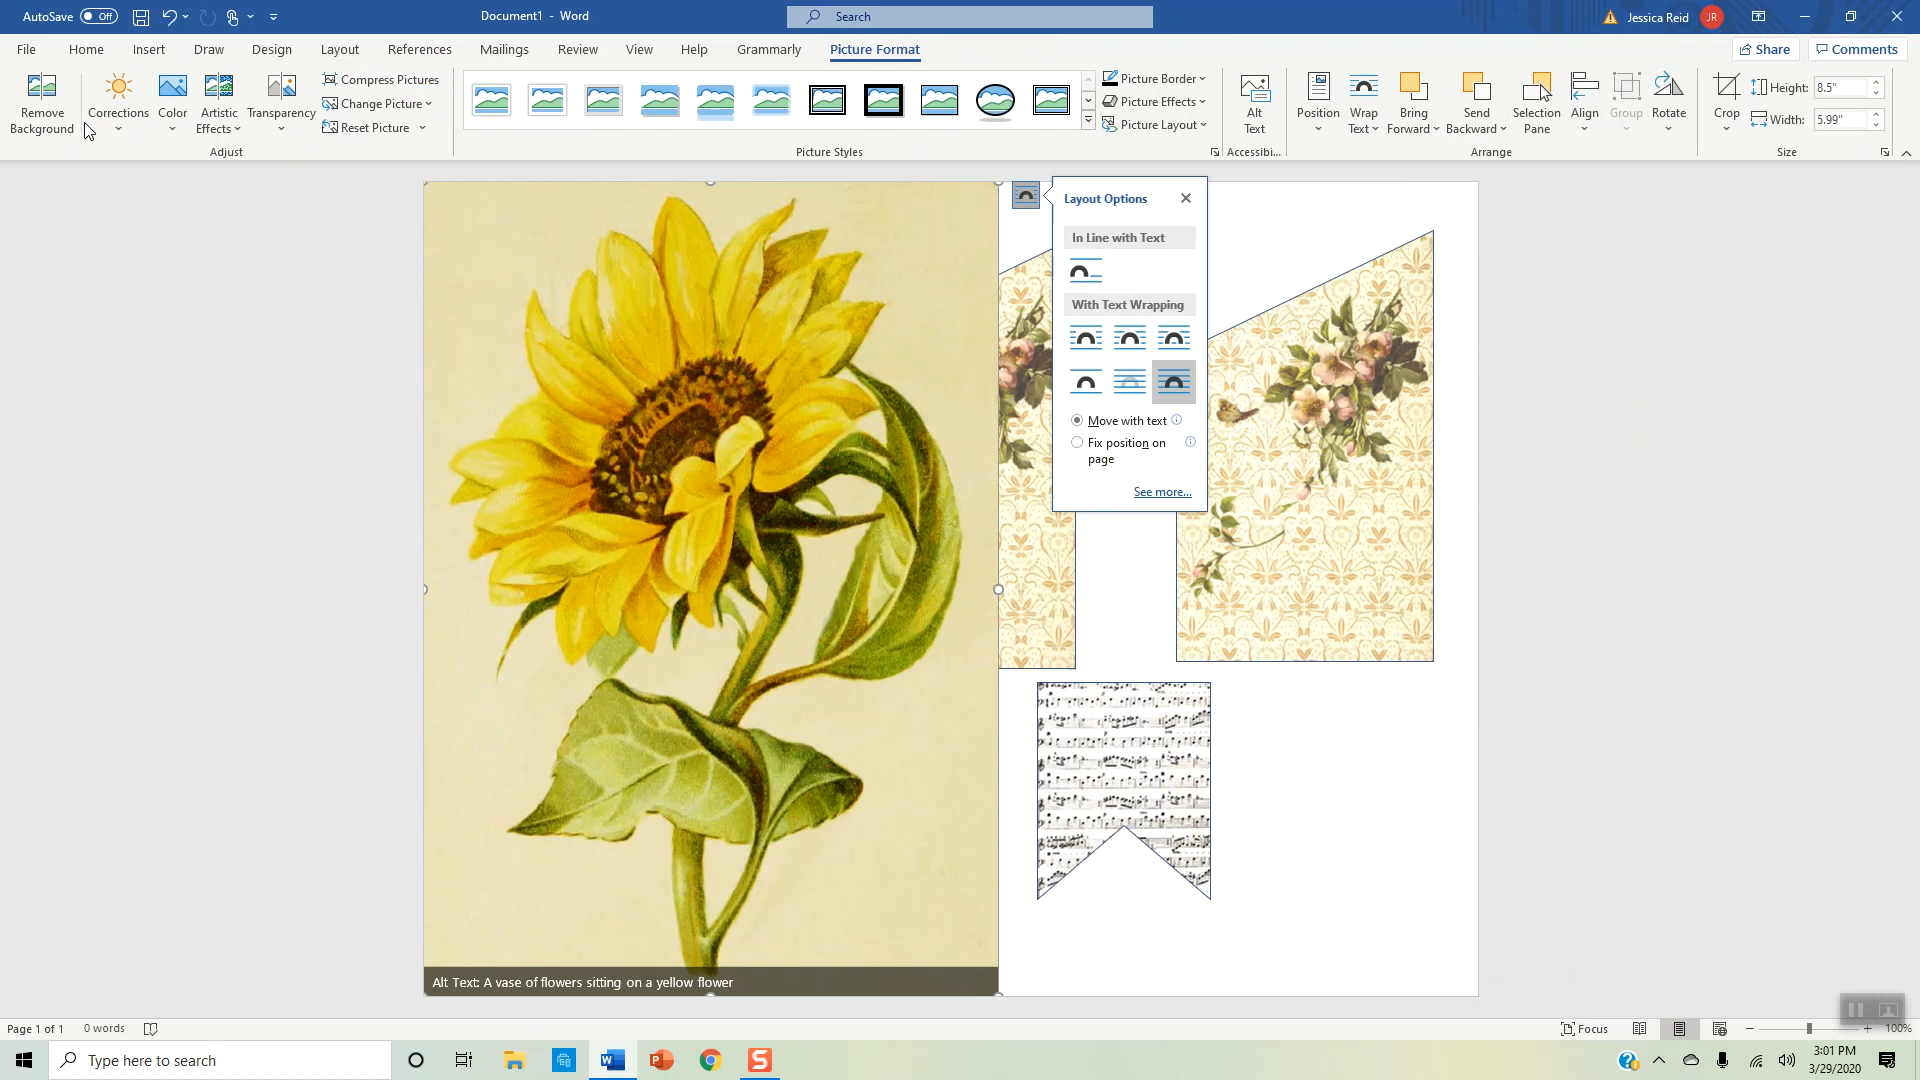 AutoSave Off
Document1 - Word
Search
Jessica Reid JR
File Home Insert Draw Design Layout References Mailings Review View Help Grammarly Picture Format
Share Comments
Remove Background
Corrections
Color
Artistic Effects
Transparency
Compress Pictures
Change Picture
Reset Picture
Adjust
Picture Styles
Picture Border
Picture Effects
Picture Layout
Alt Text
Accessibi...
Position
Wrap Text
Bring Forward
Send Backward
Selection Pane
Align
Group
Rotate
Arrange
Crop
Height: 8.5"
Width: 5.99"
Size
Layout Options
In Line with Text
With Text Wrapping
Move with text
Fix position on
page
See more...
Alt Text: A vase of flowers sitting on a yellow flower
Page 1 of 1 0 words
Focus
100%
Type here to search
3:01 PM
3/29/2020